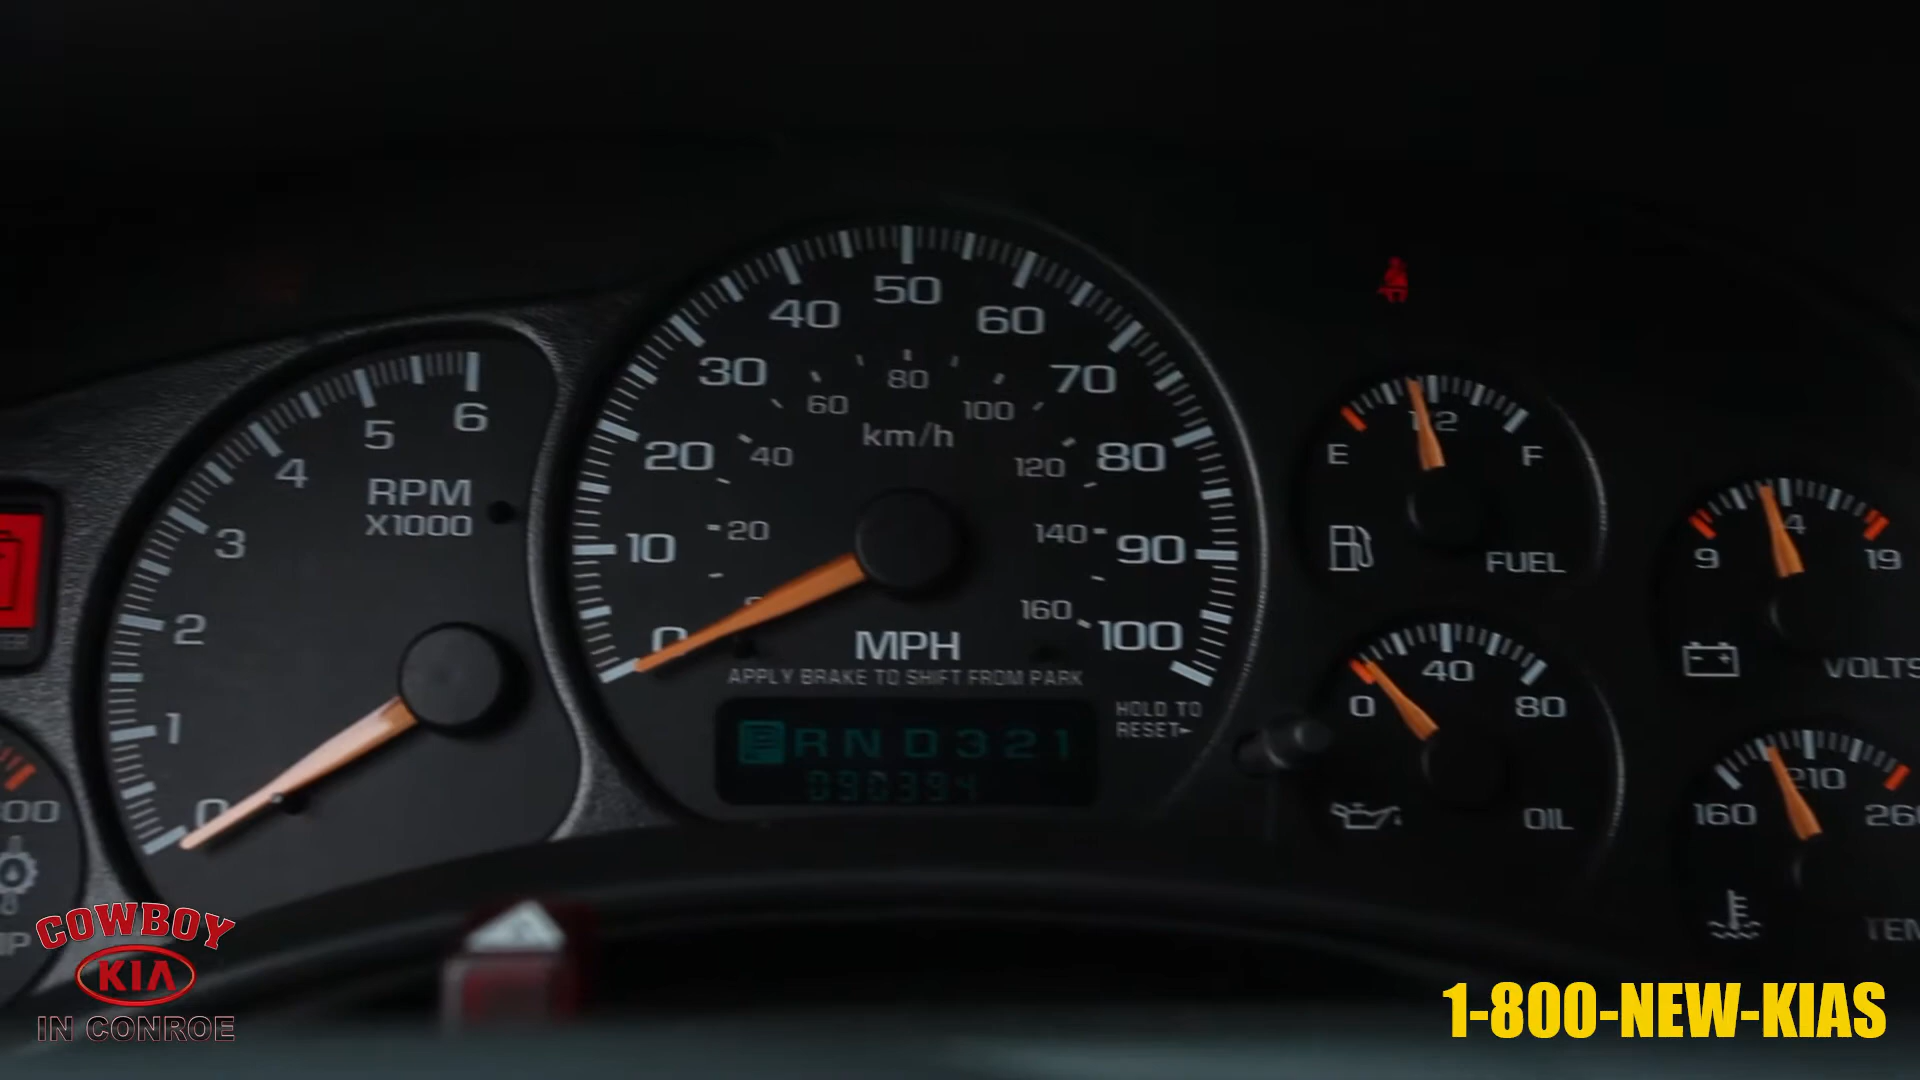 50
40
60
30
70
80
60
100
km/h
20
40
120
80
10
20
140
90
0
160
100
MPH
APPLY BRAKE TO SHIFT FROM PARK
P R N D 3 2 1
090394
HOLD TO
RESET
6
5
4
RPM
X1000
3
2
1
0
E
F
FUEL
9
19
VOLTS
40
0
80
OIL
210
160
COWBOY
KIA
IN CONROE
1-800-NEW-KIAS